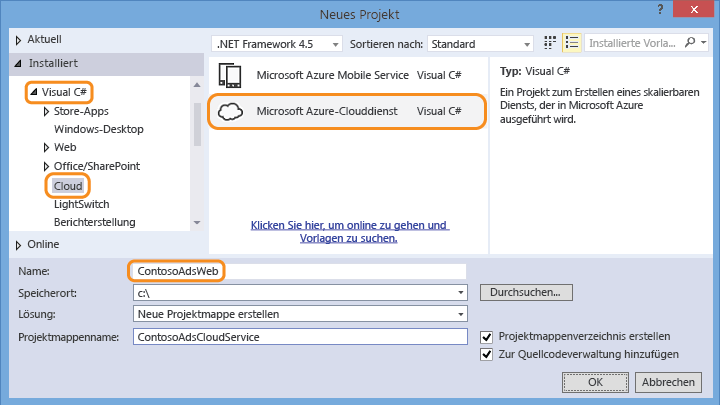 Neues Projekt
?
Aktuell
Installiert
Visual C#
Store-Apps
Windows-Desktop
Web
Office/SharePoint
Cloud
LightSwitch
Berichterstellung
Online
.NET Framework 4.5
Sortieren nach: Standard
Installierte Vorla...
Microsoft Azure Mobile Service Visual C#
Microsoft Azure-Clouddienst Visual C#
Klicken Sie hier, um online zu gehen und
Vorlagen zu suchen.
Typ: Visual C#
Ein Projekt zum Erstellen eines skalierbaren
Diensts, der in Microsoft Azure
ausgeführt wird.
Name: ContosoAdsWeb
Speicherort: c:\
Durchsuchen...
Lösung: Neue Projektmappe erstellen
Projektmappenname: ContosoAdsCloudService
Projektmappenverzeichnis erstellen
Zur Quellcodeverwaltung hinzufügen
OK
Abbrechen